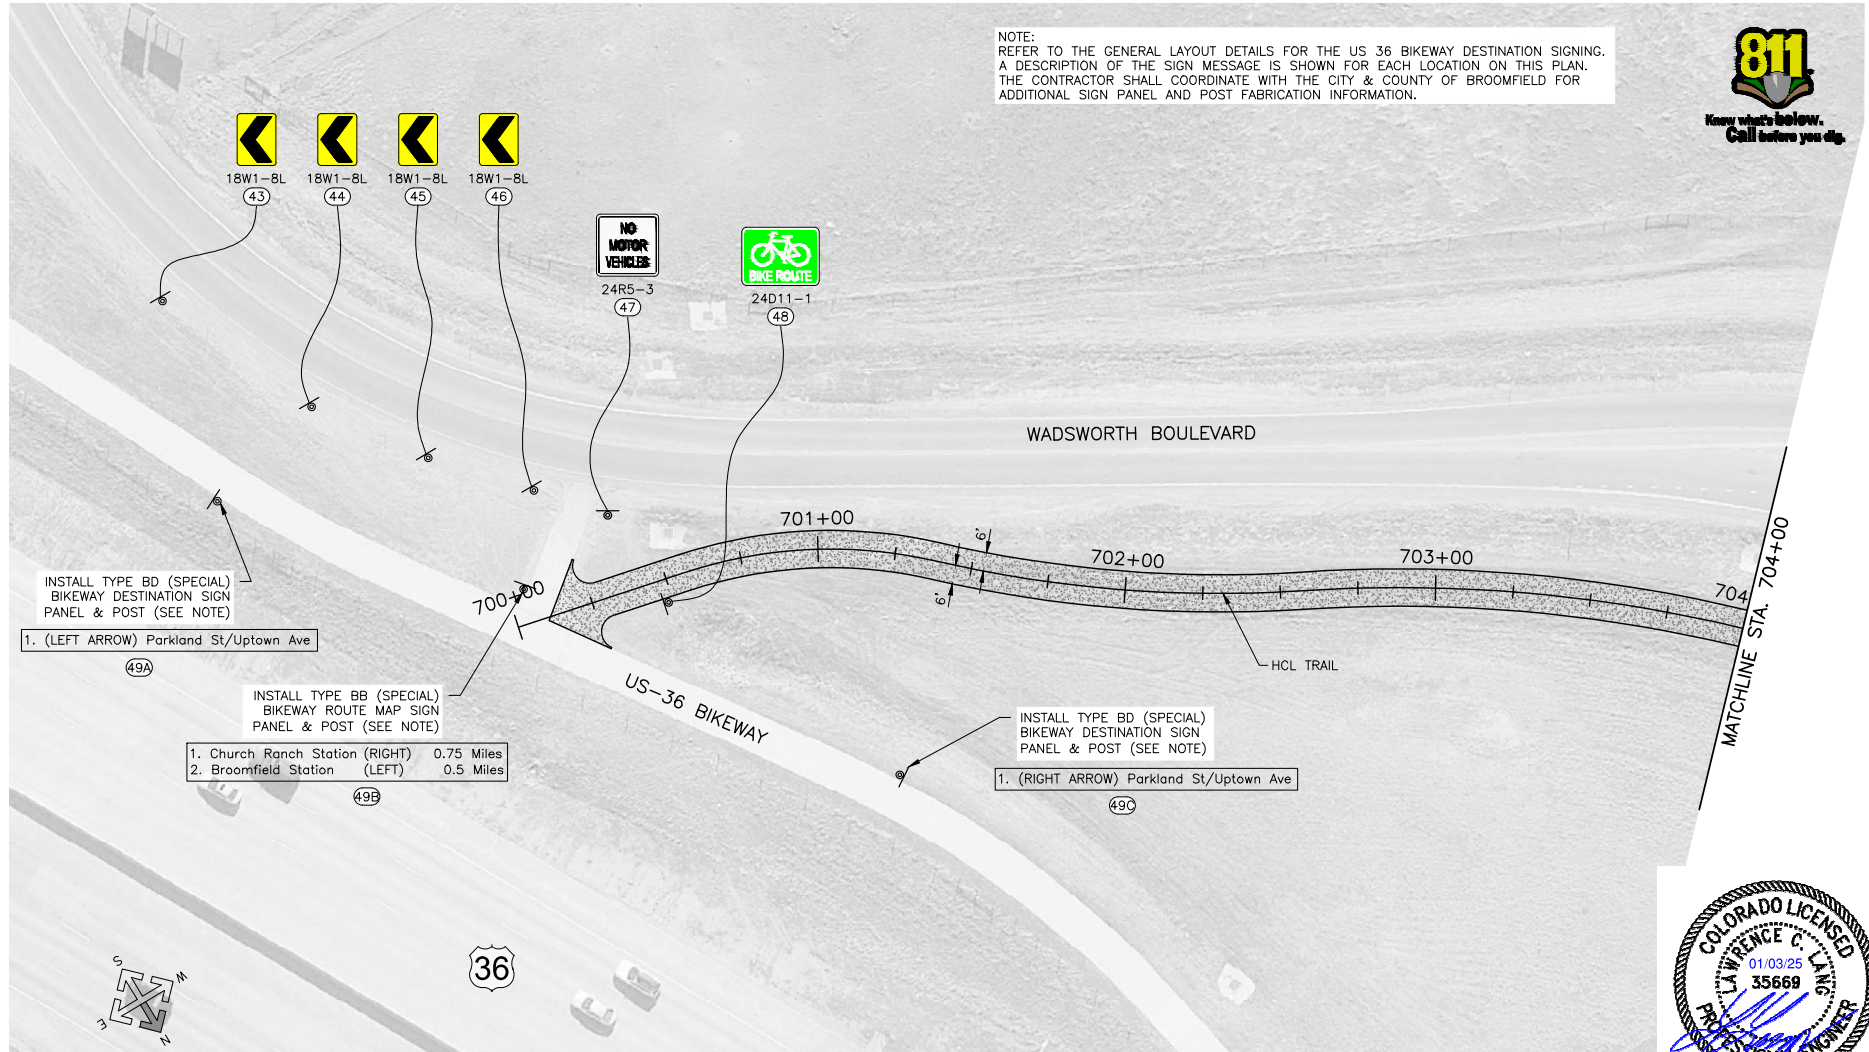 NOTE:
REFER TO THE GENERAL LAYOUT DETAILS FOR THE US 36 BIKEWAY DESTINATION SIGNING.
A DESCRIPTION OF THE SIGN MESSAGE IS SHOWN FOR EACH LOCATION ON THIS PLAN.
THE CONTRACTOR SHALL COORDINATE WITH THE CITY & COUNTY OF BROOMFIELD FOR
ADDITIONAL SIGN PANEL AND POST FABRICATION INFORMATION.
811
Know what's below.
Call before you dig.
18W1-8L
43
18W1-8L
44
18W1-8L
45
18W1-8L
46
NO
MOTOR
VEHICLES
24R5-3
47
BIKE ROUTE
24D11-1
48
WADSWORTH BOULEVARD
700+00
701+00
702+00
703+00
704
6'
6'
MATCHLINE STA. 704+00
HCL TRAIL
US-36 BIKEWAY
INSTALL TYPE BD (SPECIAL)
BIKEWAY DESTINATION SIGN
PANEL & POST (SEE NOTE)
1. (LEFT ARROW) Parkland St/Uptown Ave
49A
INSTALL TYPE BB (SPECIAL)
BIKEWAY ROUTE MAP SIGN
PANEL & POST (SEE NOTE)
1. Church Ranch Station (RIGHT) 0.75 Miles
2. Broomfield Station (LEFT) 0.5 Miles
49B
INSTALL TYPE BD (SPECIAL)
BIKEWAY DESTINATION SIGN
PANEL & POST (SEE NOTE)
1. (RIGHT ARROW) Parkland St/Uptown Ave
49C
36
S
W
E
N
COLORADO LICENSED
LAWRENCE C. LANG
01/03/25
35669
ENGINEER